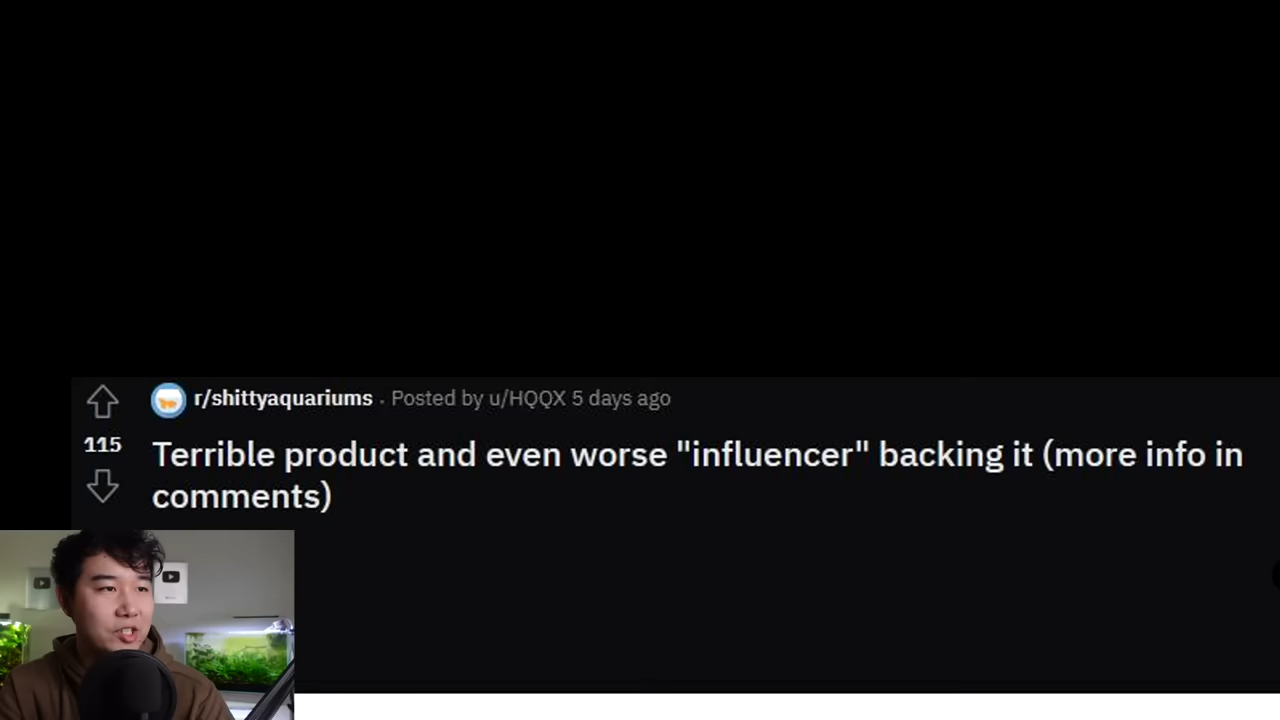 r/shittyaquariums · Posted by u/HQQX 5 days ago
115
Terrible product and even worse "influencer" backing it (more info in
comments)